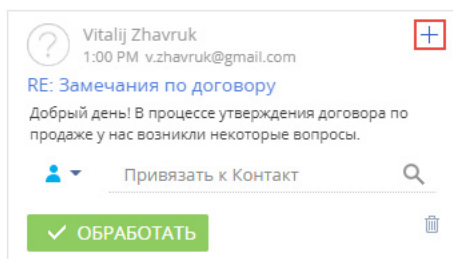 Vitalij Zhavruk
1:00 PM v.zhavruk@gmail.com
RE: Замечания по договору
Добрый день! В процессе утверждения договора по
продаже у нас возникли некоторые вопросы.
Привязать к Контакт
ОБРАБОТАТЬ